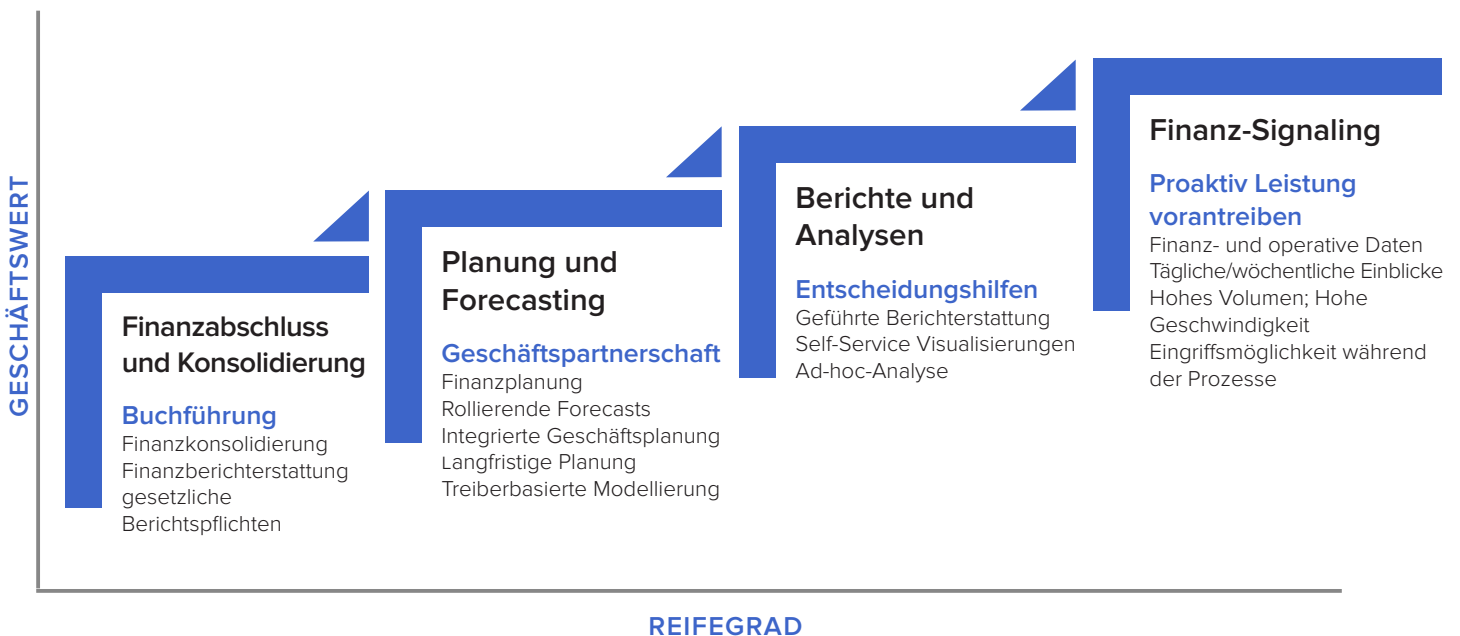 GESCHÄFTSWERT
Finanzabschluss
und Konsolidierung
Buchführung
Finanzkonsolidierung
Finanzberichterstattung
gesetzliche
Berichtspflichten
Planung und
Forecasting
Geschäftspartnerschaft
Finanzplanung
Rollierende Forecasts
Integrierte Geschäftsplanung
Langfristige Planung
Treiberbasierte Modellierung
Berichte und
Analysen
Entscheidungshilfen
Geführte Berichterstattung
Self-Service Visualisierungen
Ad-hoc-Analyse
Finanz-Signaling
Proaktiv Leistung
vorantreiben
Finanz- und operative Daten
Tägliche/wöchentliche Einblicke
Hohes Volumen; Hohe
Geschwindigkeit
Eingriffsmöglichkeit während
der Prozesse
REIFEGRAD